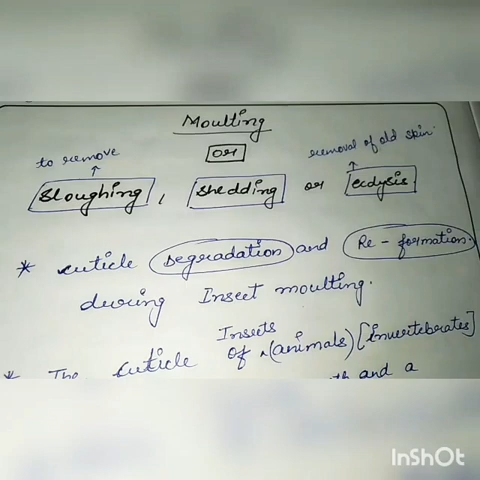 Moulting
OR
to remove
removal of old skin.
Sloughing, Shedding or ecdysis
* cuticle Degradation and Re-formation
during Insect moulting.
Insects
* The cuticle of (animals) [invertebrates]
and a
InShOt